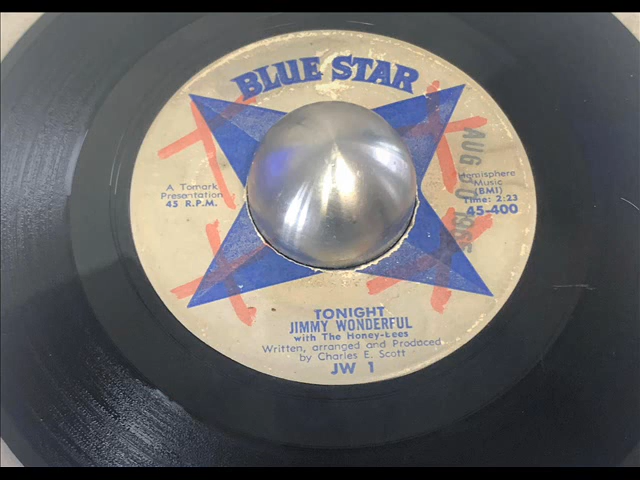 BLUE STAR
A Tomark
Presentation
45 R.P.M.
Hemisphere
Music
(BMI)
Time: 2:23
45-400
AUG
TONIGHT
JIMMY WONDERFUL
with The Honey-Lees
Written, arranged and Produced
by Charles E. Scott
JW 1